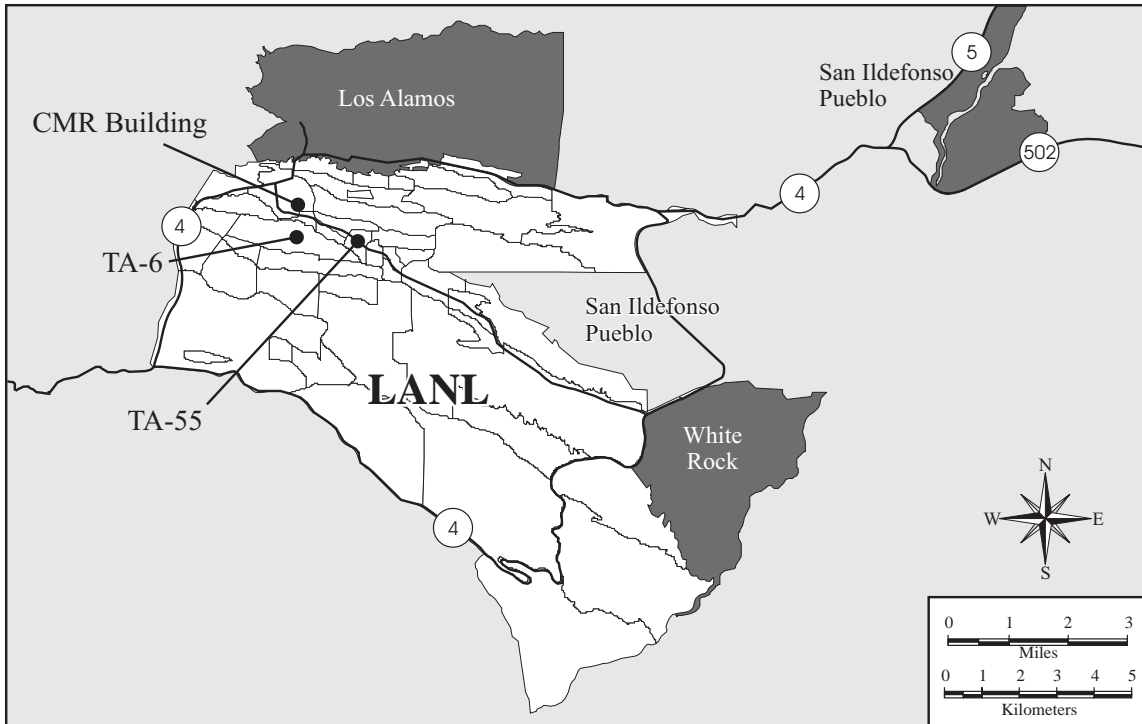 Los Alamos
CMR Building
TA-6
TA-55
LANL
San Ildefonso
Pueblo
White
Rock
San Ildefonso
Pueblo
5
502
4
4
4
N
W
E
S
0 1 2 3
Miles
0 1 2 3 4 5
Kilometers